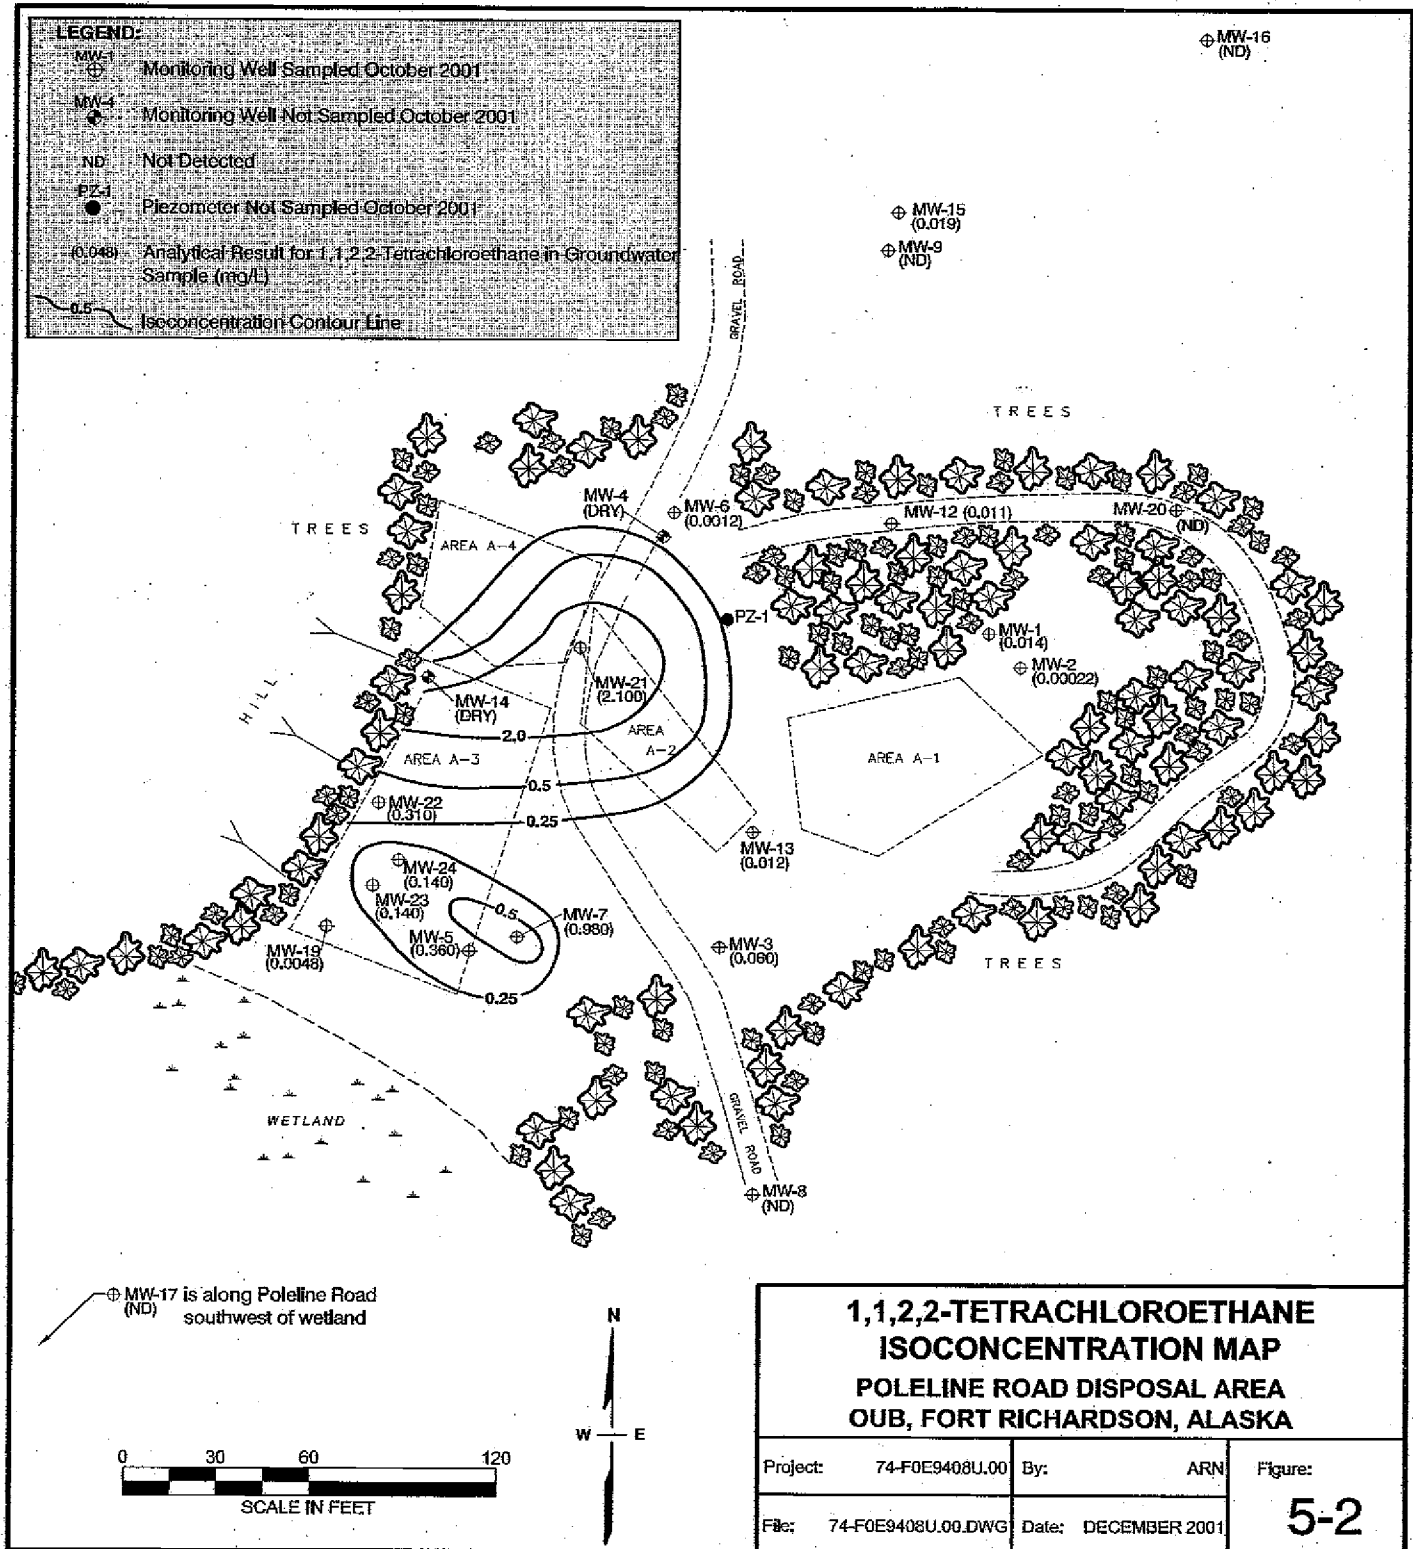 LEGEND:
MW-1
Monitoring Well Sampled October 2001
MW-4
Monitoring Well Not Sampled October 2001
ND
Not Detected
PZ-1
Piezometer Not Sampled October 2001
(0.048)
Analytical Result for 1,1,2,2-Tetrachloroethane in Groundwater
Sample (mg/L)
0.5
Isoconcentration Contour Line
MW-16
(ND)
MW-15
(0.019)
MW-9
(ND)
GRAVEL ROAD
TREES
MW-4
(DRY)
MW-6
(0.0012)
MW-12 (0.011)
MW-20
(ND)
TREES
AREA A-4
PZ-1
MW-1
(0.014)
MW-2
(0.00022)
HILL
MW-14
(DRY)
MW-21
(2.100)
2.0
AREA
A-2
AREA A-3
AREA A-1
0.5
MW-22
(0.310)
0.25
MW-13
(0.012)
MW-24
(0.140)
MW-23
(0.140)
0.5
MW-7
(0.980)
MW-5
(0.360)
MW-19
(0.0048)
MW-3
(0.060)
TREES
0.25
WETLAND
GRAVEL ROAD
MW-8
(ND)
MW-17 is along Poleline Road
(ND)
southwest of wetland
N
W
E
0 30 60 120
SCALE IN FEET
1,1,2,2-TETRACHLOROETHANE
ISOCONCENTRATION MAP
POLELINE ROAD DISPOSAL AREA
OUB, FORT RICHARDSON, ALASKA
Project: 74-F0E9408U.00
By: ARN
Figure:
5-2
File: 74-F0E9408U.00.DWG
Date: DECEMBER 2001